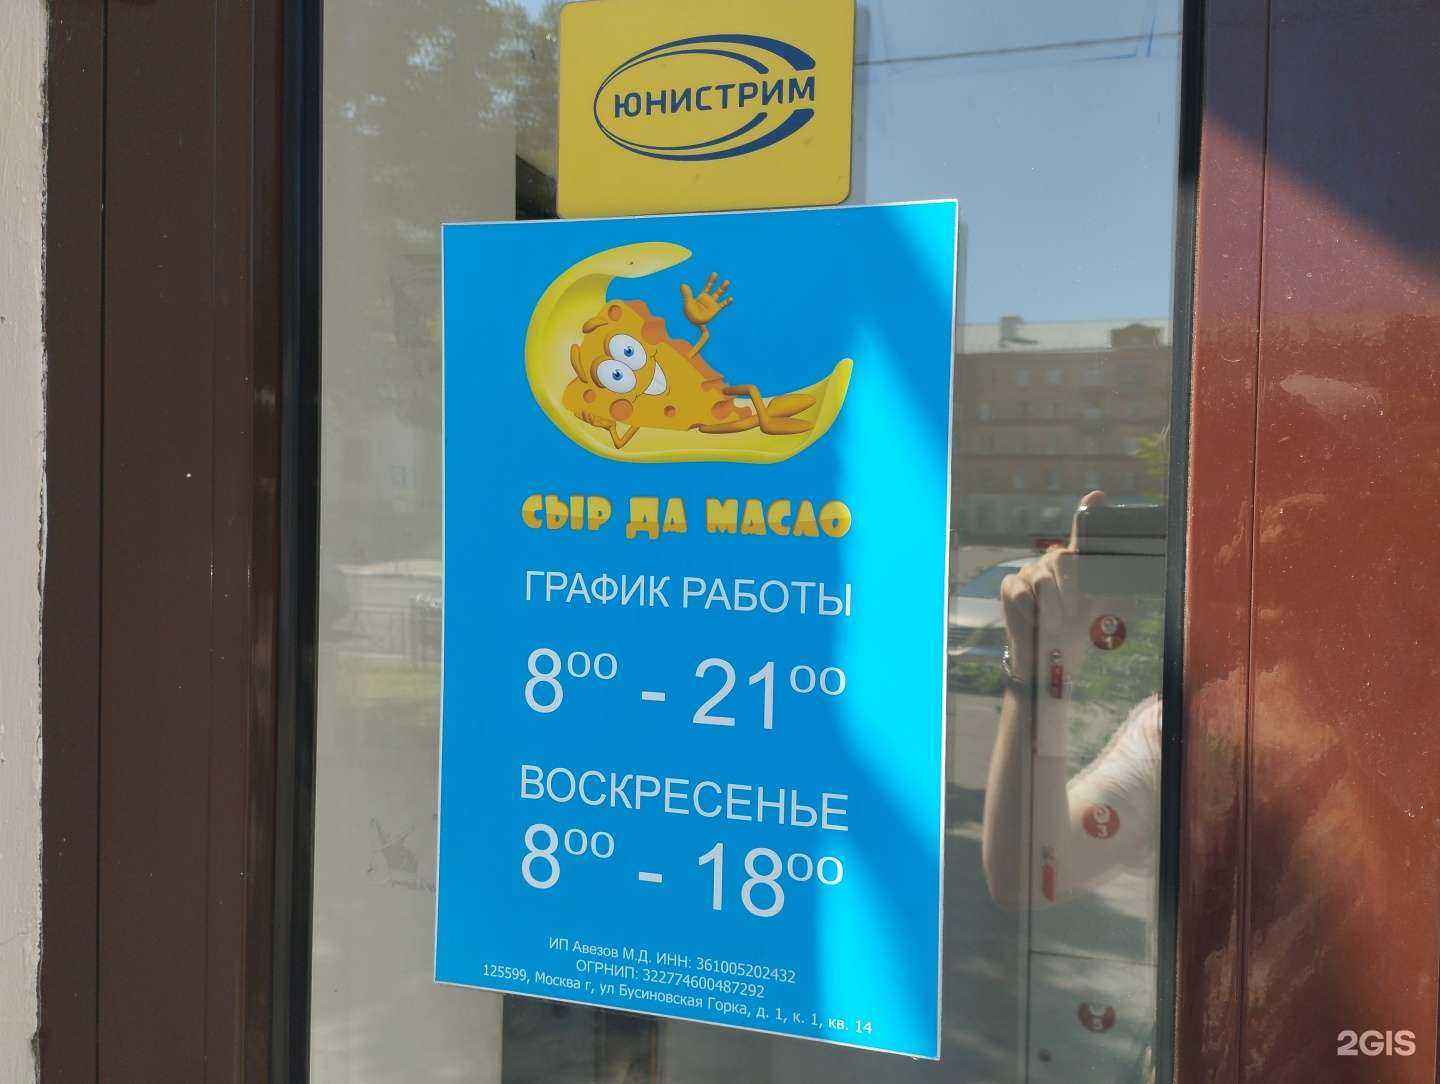 ЮНИСТРИМ
СЫР ДА МАСЛО
ГРАФИК РАБОТЫ
8⁰⁰ - 21⁰⁰
ВОСКРЕСЕНЬЕ
8⁰⁰ - 18⁰⁰
ИП Авезов М.Д. ИНН: 361005202432
ОГРНИП: 322774600487292
125599, Москва г, ул Бусиновская Горка, д. 1, к. 1, кв. 14
2GIS